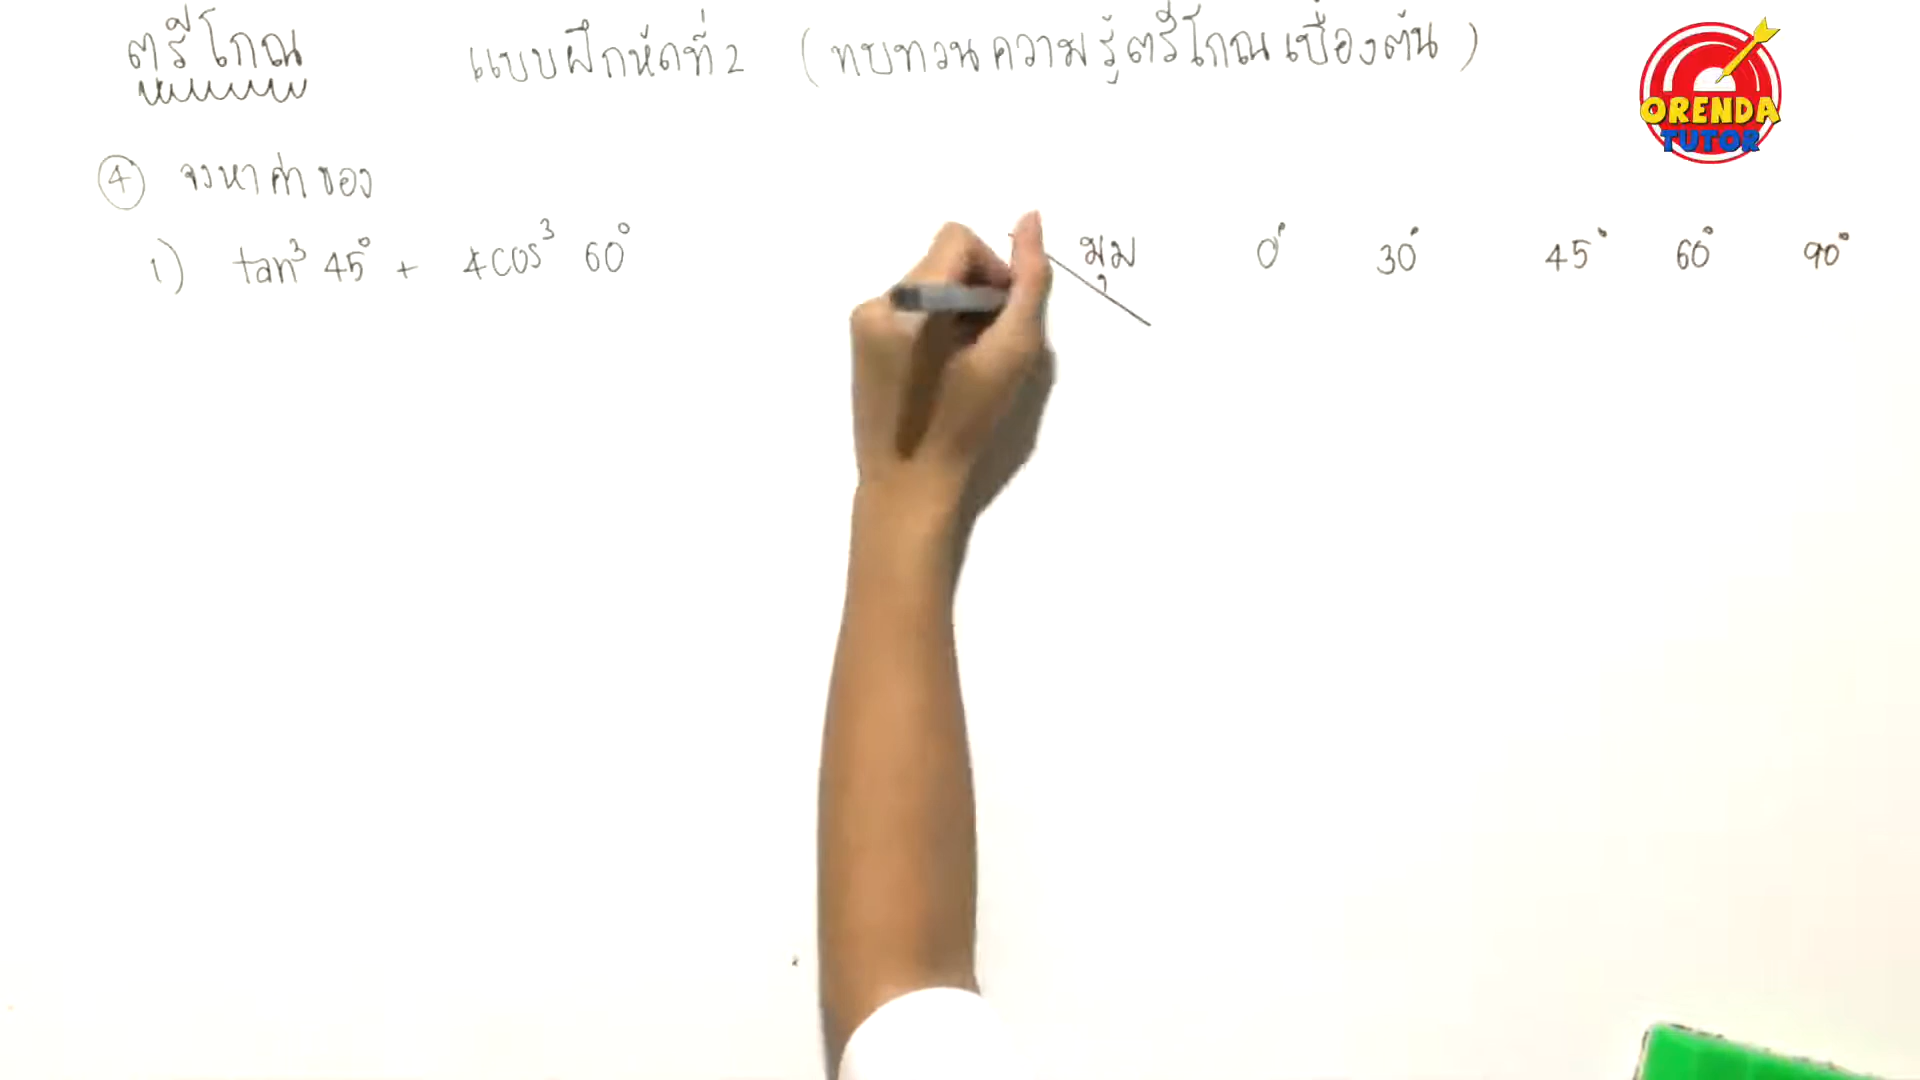 ตรีโกณ แบบฝึกหัดที่ 2 (ทบทวนความรู้ตรีโกณเบื้องต้น)
ORENDA
TUTOR
④ จงหาค่าของ
1) tan³ 45° + 4cos³ 60°
มุม 0° 30° 45° 60° 90°